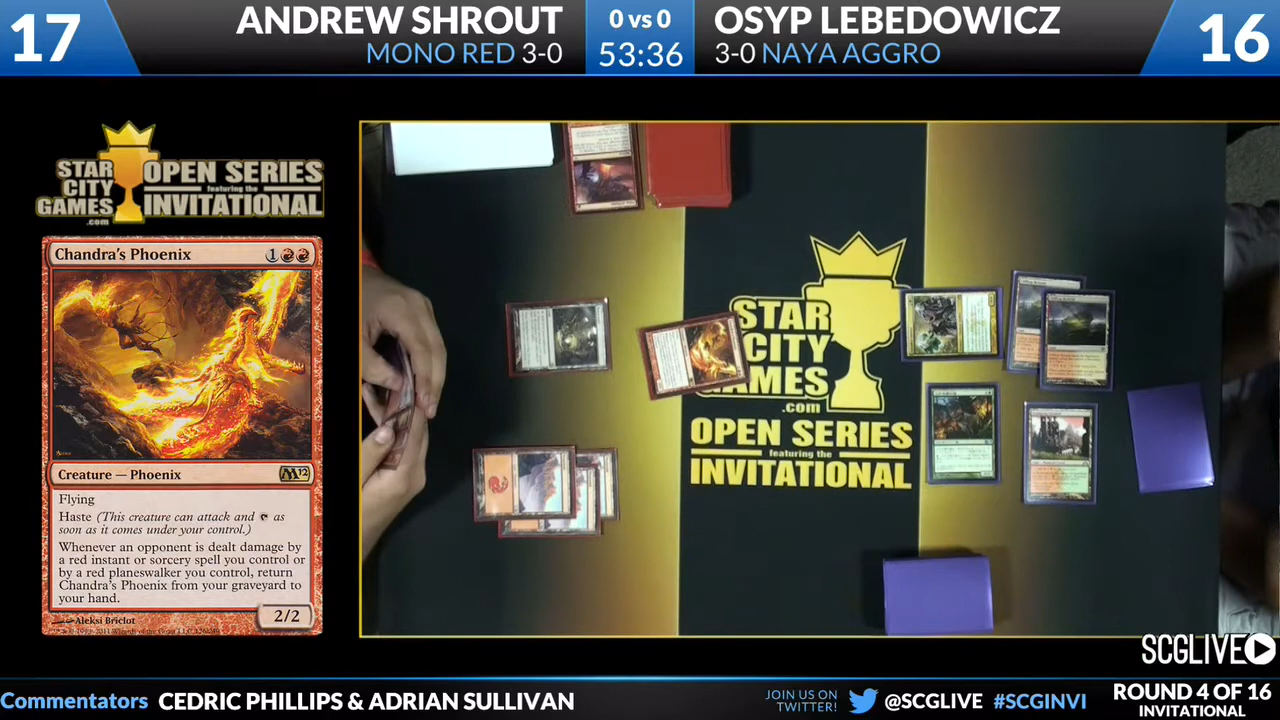 17
ANDREW SHROUT
MONO RED 3-0
0 vs 0
53:36
OSYP LEBEDOWICZ
3-0 NAYA AGGRO
16
STAR CITY GAMES .com
OPEN SERIES
featuring the
INVITATIONAL
Chandra's Phoenix 1
Creature — Phoenix M12
Flying
Haste (This creature can attack and as
soon as it comes under your control.)
Whenever an opponent is dealt damage by
a red instant or sorcery spell you control or
by a red planeswalker you control, return
Chandra's Phoenix from your graveyard to
your hand.
2/2
Aleksi Briclot
STAR
CITY
GAMES
.com
OPEN SERIES
featuring the
INVITATIONAL
SCGLIVE
Commentators CEDRIC PHILLIPS & ADRIAN SULLIVAN
JOIN US ON
TWITTER!
@SCGLIVE #SCGINVI
ROUND 4 OF 16
INVITATIONAL